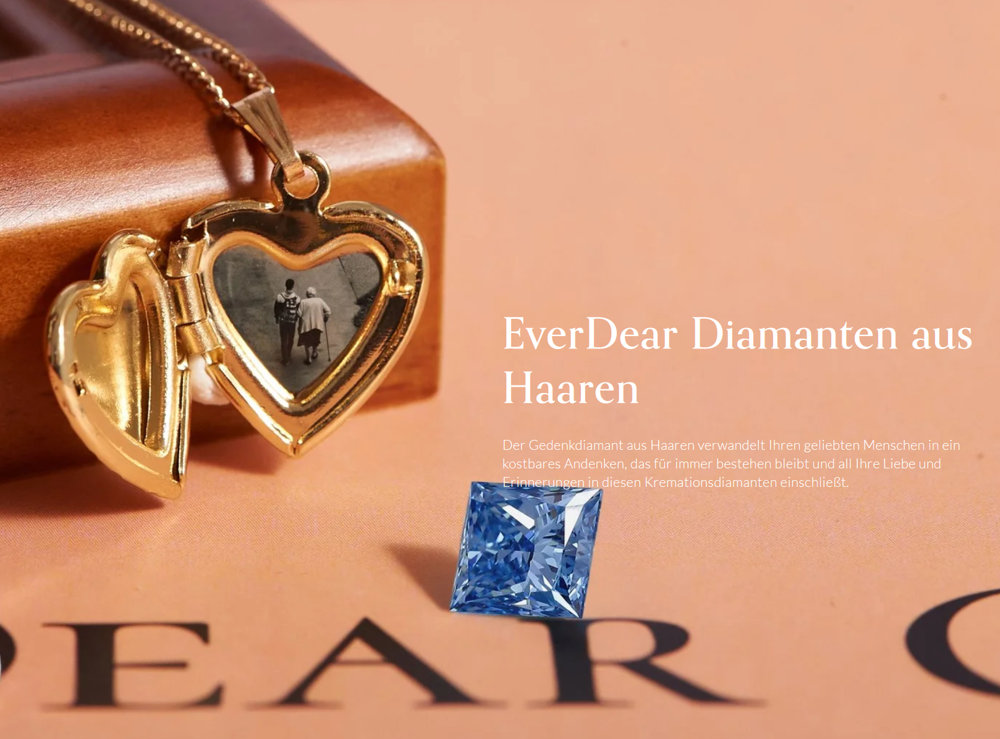 EverDear Diamanten aus
Haaren
Der Gedenkdiamant aus Haaren verwandelt Ihren geliebten Menschen in ein
kostbares Andenken, das für immer bestehen bleibt und all Ihre Liebe und
Erinnerungen in diesen Kremationsdiamanten einschließt.
EAR